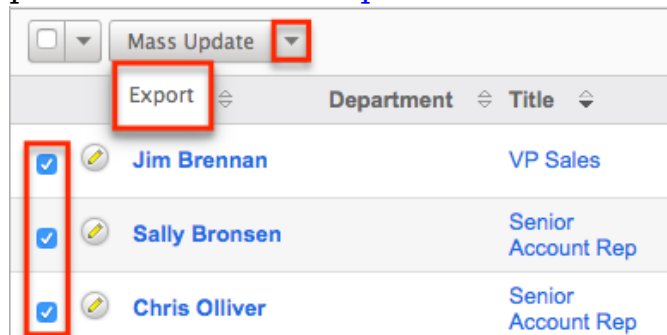 Mass Update
Export
Department
Title
Jim Brennan
VP Sales
Sally Bronsen
Senior
Account Rep
Chris Olliver
Senior
Account Rep